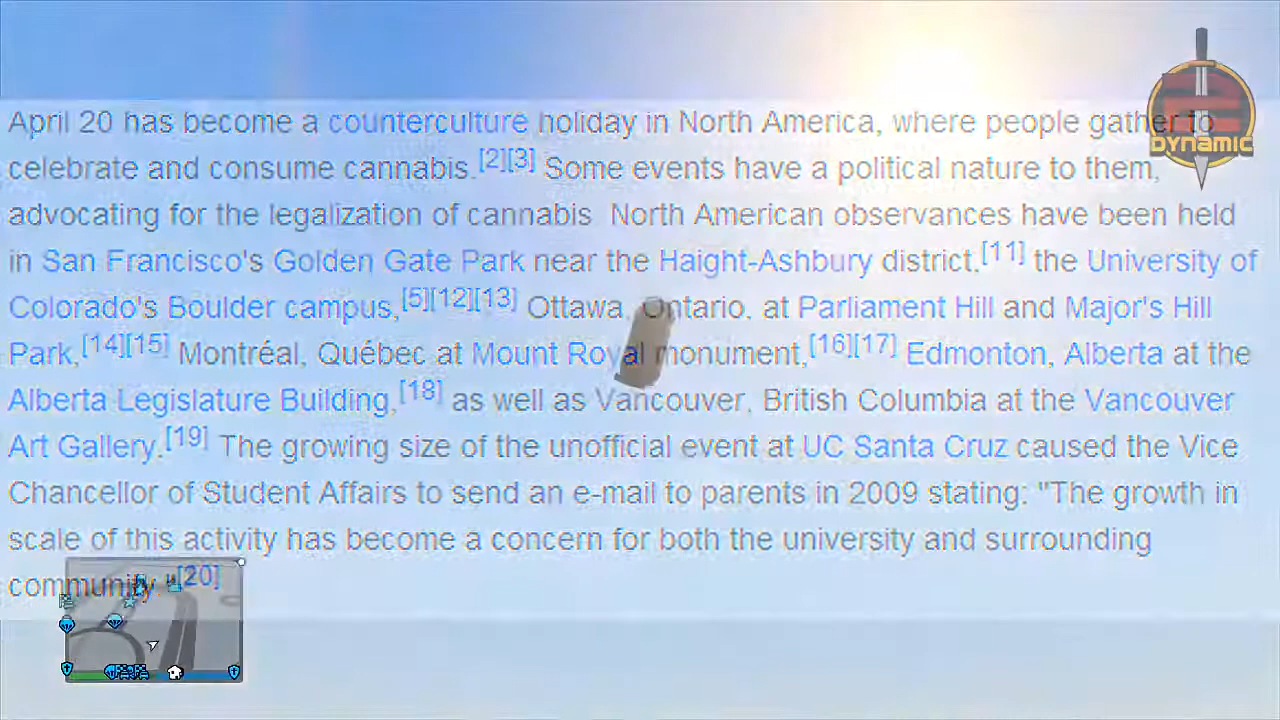 April 20 has become a counterculture holiday in North America, where people gather to
celebrate and consume cannabis.[2][3] Some events have a political nature to them,
advocating for the legalization of cannabis North American observances have been held
in San Francisco's Golden Gate Park near the Haight-Ashbury district,[11] the University of
Colorado's Boulder campus,[5][12][13] Ottawa, Ontario, at Parliament Hill and Major's Hill
Park,[14][15] Montréal, Québec at Mount Royal monument,[16][17] Edmonton, Alberta at the
Alberta Legislature Building,[18] as well as Vancouver, British Columbia at the Vancouver
Art Gallery.[19] The growing size of the unofficial event at UC Santa Cruz caused the Vice
Chancellor of Student Affairs to send an e-mail to parents in 2009 stating: "The growth in
scale of this activity has become a concern for both the university and surrounding
community."[20]
DYNAMIC